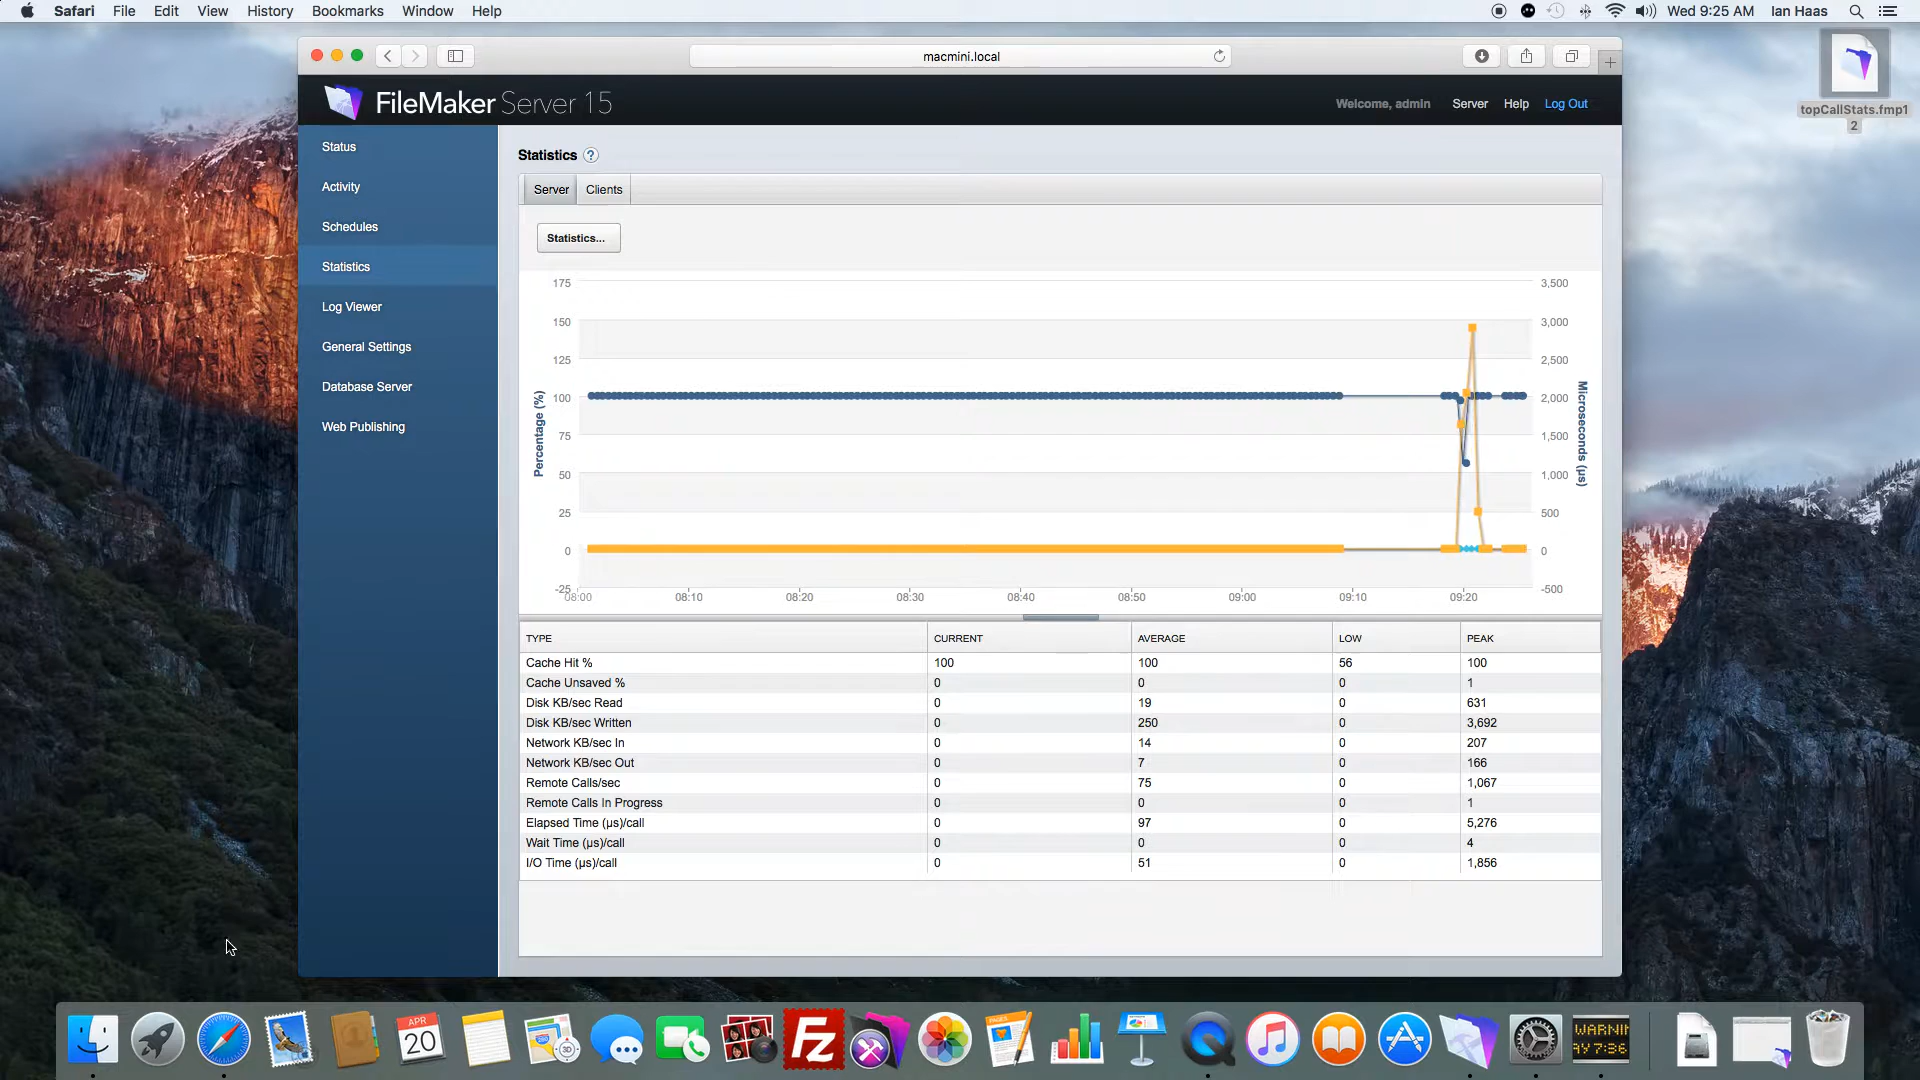 Safari File Edit View History Bookmarks Window Help
Wed 9:25 AM Ian Haas
macmini.local
topCallStats.fmp1
2
FileMaker Server 15
Welcome, admin Server Help Log Out
Status
Activity
Schedules
Statistics
Log Viewer
General Settings
Database Server
Web Publishing
Statistics ?
Server Clients
Statistics...
175 3,500
150 3,000
125 2,500
100 2,000
75 1,500
50 1,000
25 500
0 0
-25 -500
Percentage (%)
Microseconds (µs)
08:00 08:10 08:20 08:30 08:40 08:50 09:00 09:10 09:20
TYPE CURRENT AVERAGE LOW PEAK
Cache Hit % 100 100 56 100
Cache Unsaved % 0 0 0 1
Disk KB/sec Read 0 19 0 631
Disk KB/sec Written 0 250 0 3,692
Network KB/sec In 0 14 0 207
Network KB/sec Out 0 7 0 166
Remote Calls/sec 0 75 0 1,067
Remote Calls In Progress 0 0 0 1
Elapsed Time (µs)/call 0 97 0 5,276
Wait Time (µs)/call 0 0 0 4
I/O Time (µs)/call 0 51 0 1,856
APR
20
3D
FZ
PAGES
WARNIN
AY 7:36